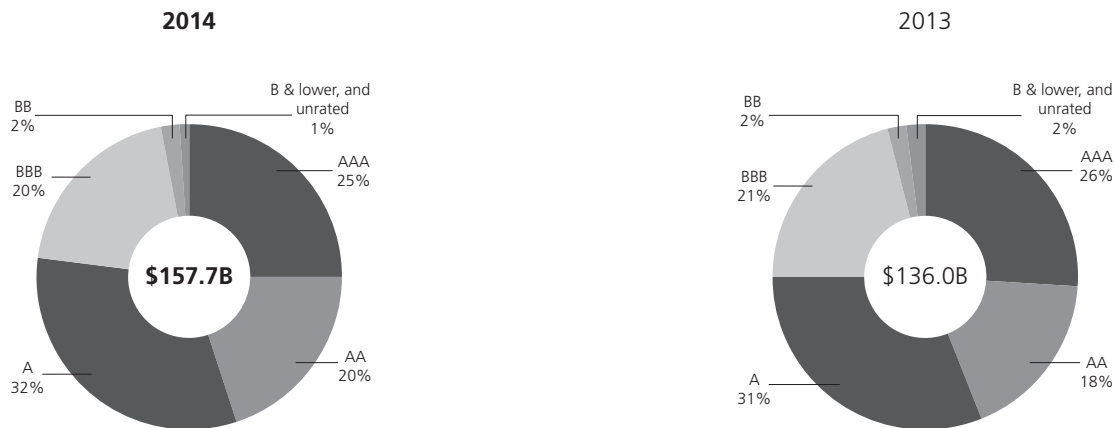 2014
B & lower, and
unrated
1%
BB
2%
BBB
20%
AAA
25%
$157.7B
A
32%
AA
20%
2013
B & lower, and
unrated
2%
BB
2%
BBB
21%
AAA
26%
$136.0B
A
31%
AA
18%